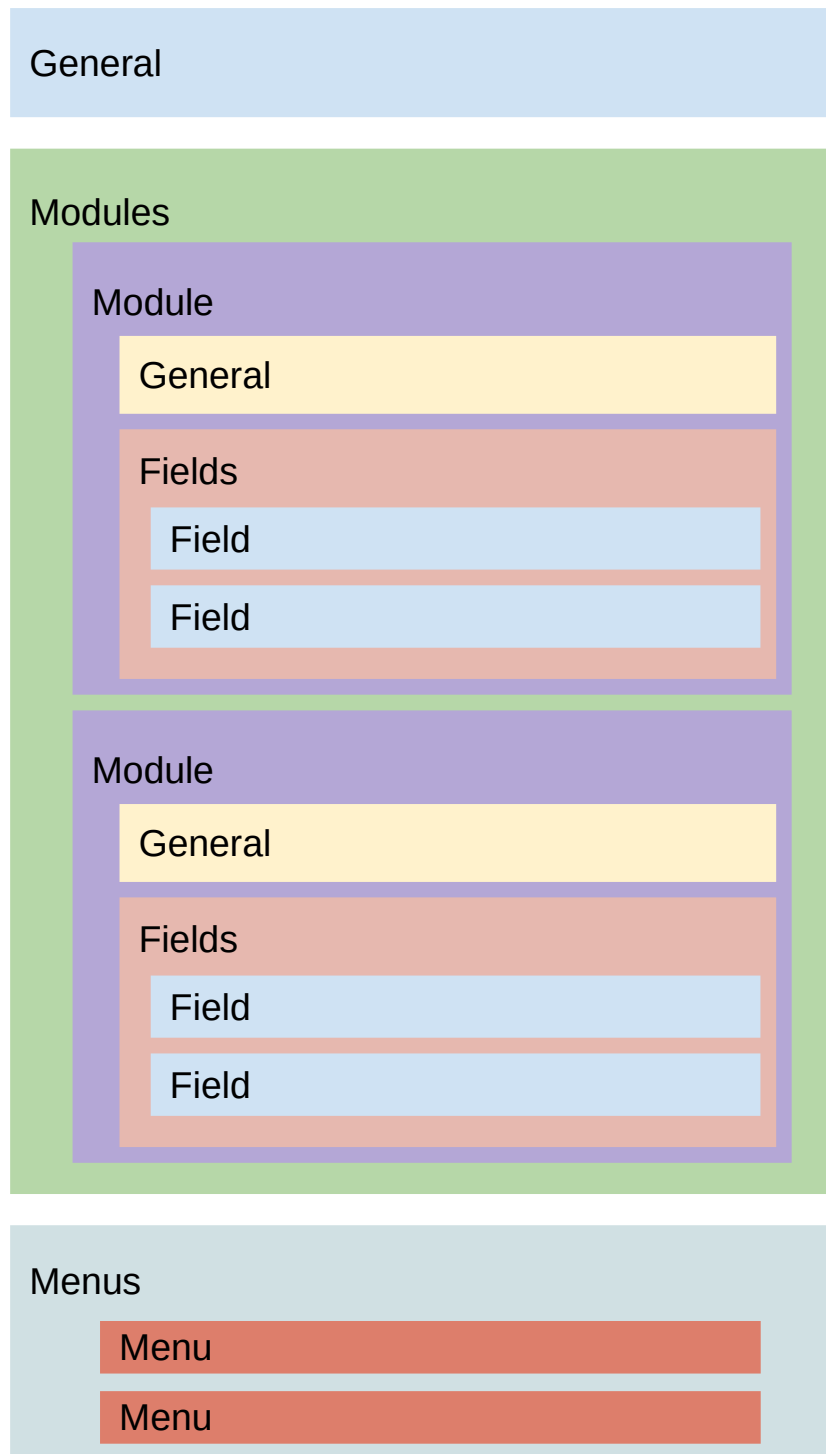 General
Modules
Module
General
Fields
Field
Field
Module
General
Fields
Field
Field
Menus
Menu
Menu